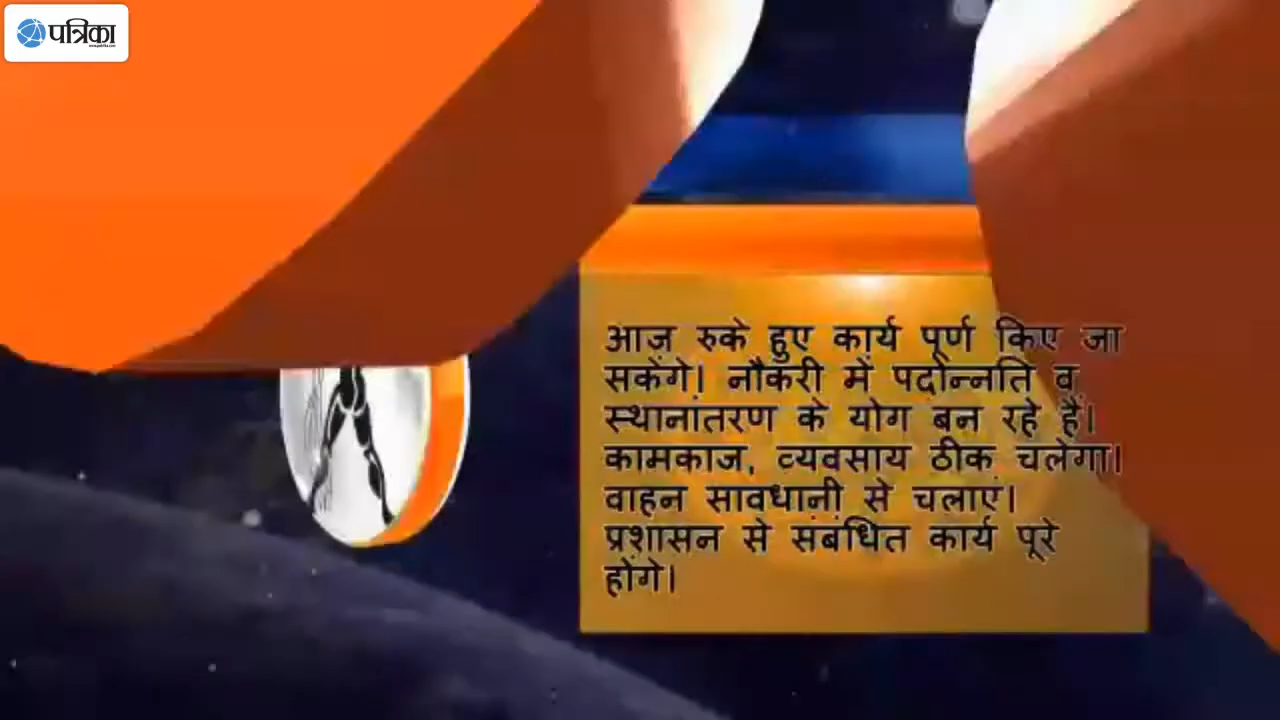 पत्रिका
आज रुके हुए कार्य पूर्ण किए जा
सकेंगे। नौकरी में पदोन्नति व
स्थानांतरण के योग बन रहे हैं।
कामकाज, व्यवसाय ठीक चलेगा।
वाहन सावधानी से चलाएं।
प्रशासन से संबंधित कार्य पूरे
होंगे।